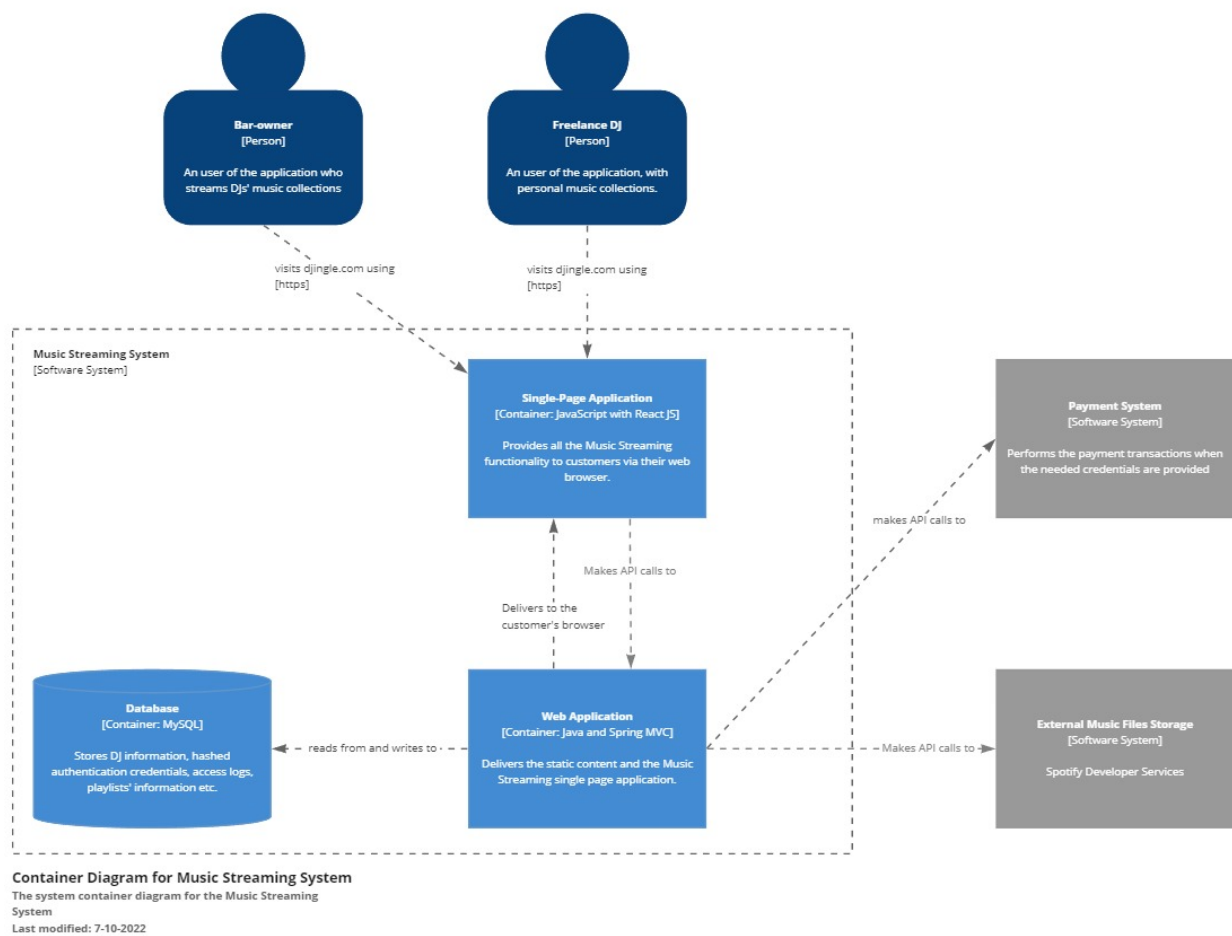 Bar-owner
[Person]
An user of the application who
streams DJs' music collections
Freelance DJ
[Person]
An user of the application, with
personal music collections.
visits djingle.com using
[https]
visits djingle.com using
[https]
Music Streaming System
[Software System]
Single-Page Application
[Container: JavaScript with React JS]
Provides all the Music Streaming
functionality to customers via their web
browser.
Payment System
[Software System]
Performs the payment transactions when
the needed credentials are provided
makes API calls to
Makes API calls to
Delivers to the
customer's browser
Database
[Container: MySQL]
Stores DJ information, hashed
authentication credentials, access logs,
playlists' information etc.
reads from and writes to
Web Application
[Container: Java and Spring MVC]
Delivers the static content and the Music
Streaming single page application.
Makes API calls to
External Music Files Storage
[Software System]
Spotify Developer Services
Container Diagram for Music Streaming System
The system container diagram for the Music Streaming
System
Last modified: 7-10-2022